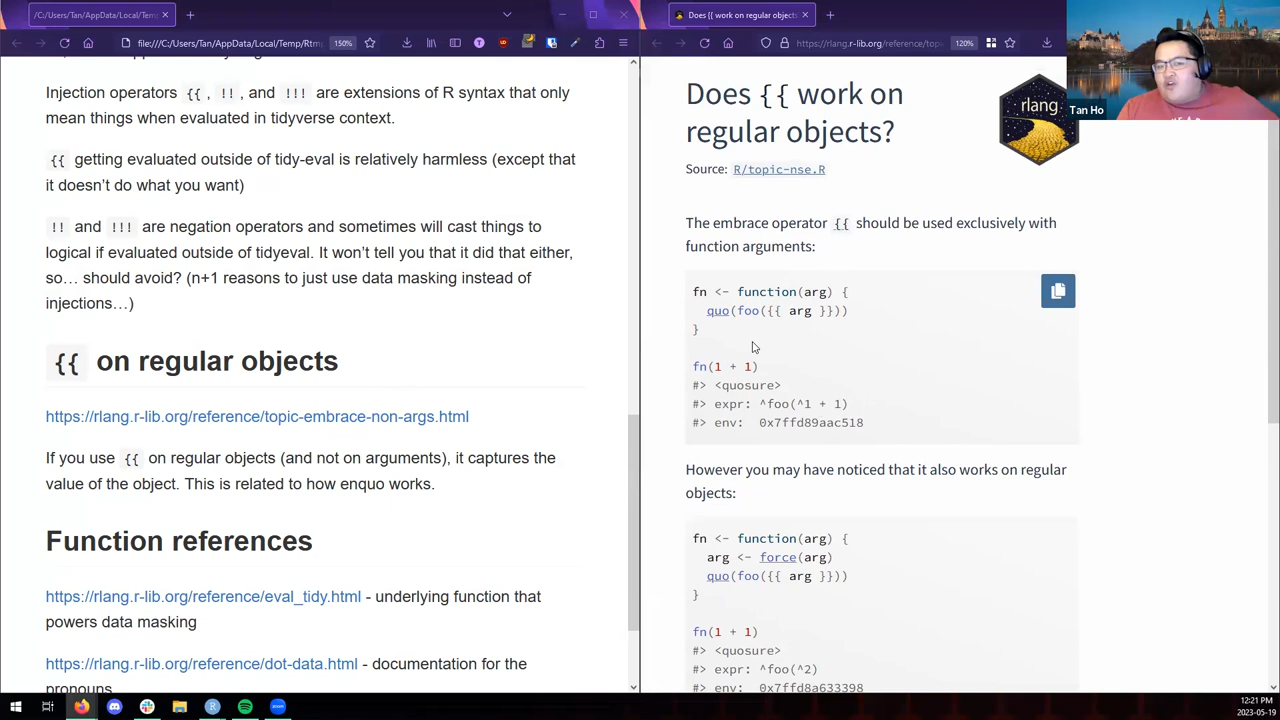 /C:/Users/Tan/AppData/Local/Temp
file:///C:/Users/Tan/AppData/Local/Temp/Rtm
150%
Injection operators {{ , !! , and !!! are extensions of R syntax that only
mean things when evaluated in tidyverse context.
{{ getting evaluated outside of tidy-eval is relatively harmless (except that
it doesn't do what you want)
!! and !!! are negation operators and sometimes will cast things to
logical if evaluated outside of tidyeval. It won't tell you that it did that either,
so… should avoid? (n+1 reasons to just use data masking instead of
injections…)
{{ on regular objects
https://rlang.r-lib.org/reference/topic-embrace-non-args.html
If you use {{ on regular objects (and not on arguments), it captures the
value of the object. This is related to how enquo works.
Function references
https://rlang.r-lib.org/reference/eval_tidy.html - underlying function that
powers data masking
https://rlang.r-lib.org/reference/dot-data.html - documentation for the
pronouns
Does {{ work on regular objects
https://rlang.r-lib.org/reference/top
120%
Tan Ho
Does {{ work on
regular objects?
rlang
Source: R/topic-nse.R
The embrace operator {{ should be used exclusively with
function arguments:
fn <- function(arg) {
quo(foo({{ arg }}))
}
fn(1 + 1)
#> <quosure>
#> expr: ^foo(^1 + 1)
#> env: 0x7ffd89aac518
However you may have noticed that it also works on regular
objects:
fn <- function(arg) {
arg <- force(arg)
quo(foo({{ arg }}))
}
fn(1 + 1)
#> <quosure>
#> expr: ^foo(^2)
#> env: 0x7ffd8a633398
12:21 PM
2023-05-19